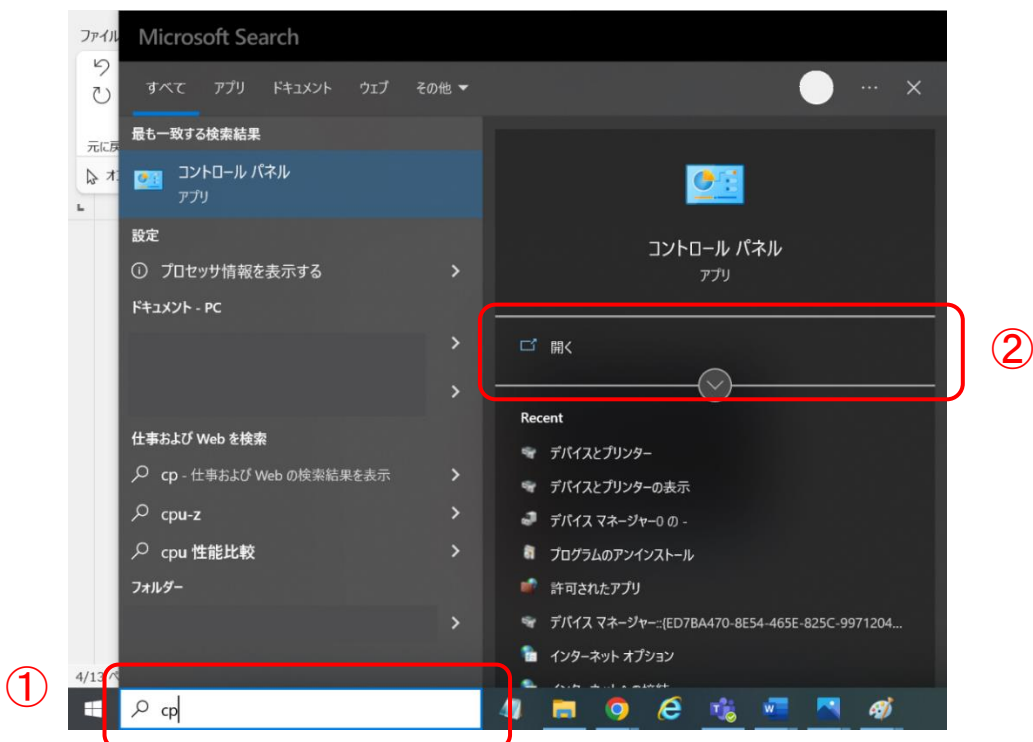 ファイル
Microsoft Search
すべて アプリ ドキュメント ウェブ その他
元に戻
最も一致する検索結果
コントロール パネル
アプリ
設定
プロセッサ情報を表示する
ドキュメント - PC
仕事および Web を検索
cp - 仕事および Web の検索結果を表示
cpu-z
cpu 性能比較
フォルダー
コントロール パネル
アプリ
開く
②
Recent
デバイスとプリンター
デバイスとプリンターの表示
デバイス マネージャー0 の -
プログラムのアンインストール
許可されたアプリ
デバイス マネージャー::{ED7BA470-8E54-465E-825C-9971204...
インターネット オプション
4/13 ペ
①
cp